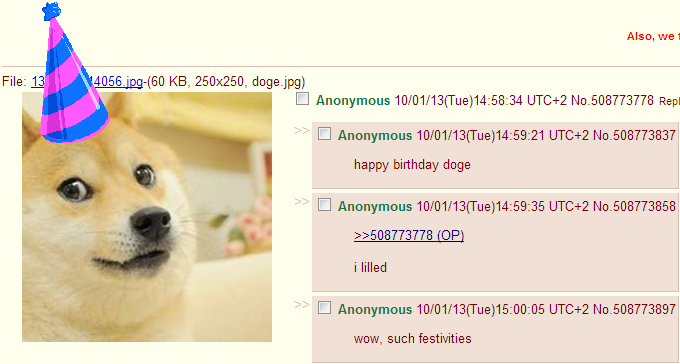 Also, we
File: 13 4056.jpg-(60 KB, 250x250, doge.jpg)
Anonymous 10/01/13(Tue)14:58:34 UTC+2 No.508773778 Repl
>> Anonymous 10/01/13(Tue)14:59:21 UTC+2 No.508773837
happy birthday doge
>> Anonymous 10/01/13(Tue)14:59:35 UTC+2 No.508773858
>>508773778 (OP)
i lilled
>> Anonymous 10/01/13(Tue)15:00:05 UTC+2 No.508773897
wow, such festivities